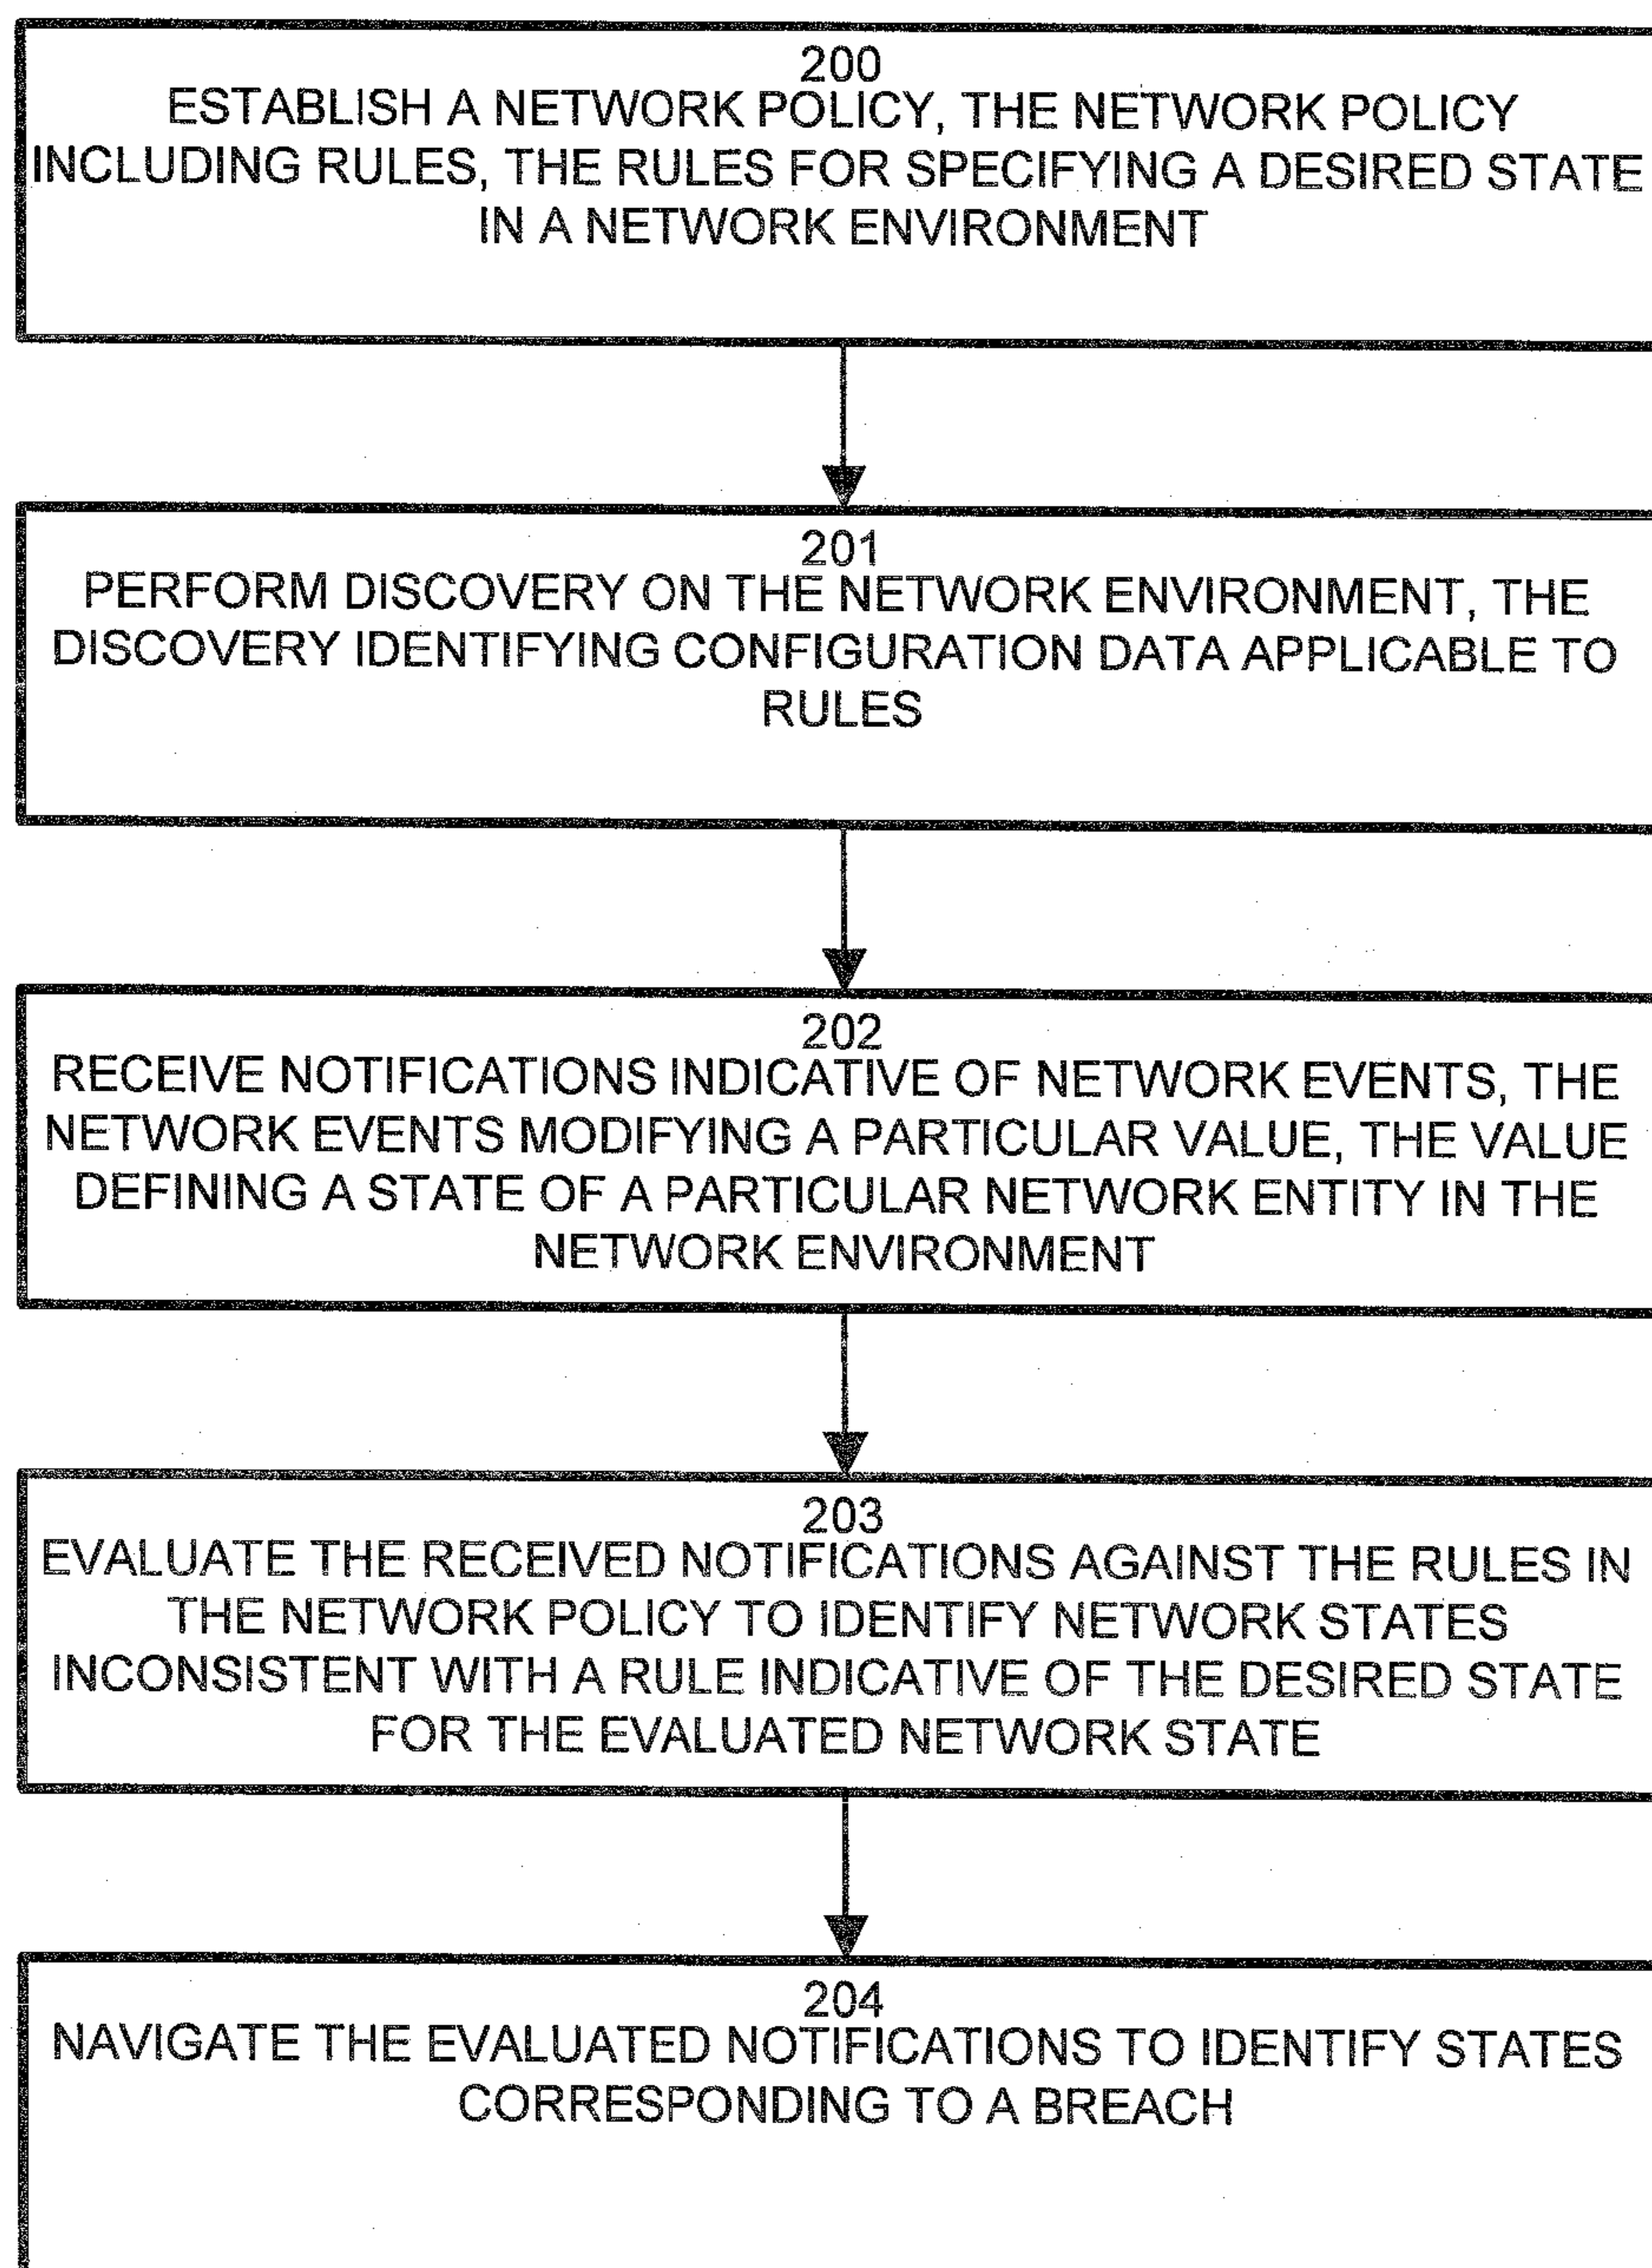 200
ESTABLISH A NETWORK POLICY, THE NETWORK POLICY
INCLUDING RULES, THE RULES FOR SPECIFYING A DESIRED STATE
IN A NETWORK ENVIRONMENT
201
PERFORM DISCOVERY ON THE NETWORK ENVIRONMENT, THE
DISCOVERY IDENTIFYING CONFIGURATION DATA APPLICABLE TO
RULES
202
RECEIVE NOTIFICATIONS INDICATIVE OF NETWORK EVENTS, THE
NETWORK EVENTS MODIFYING A PARTICULAR VALUE, THE VALUE
DEFINING A STATE OF A PARTICULAR NETWORK ENTITY IN THE
NETWORK ENVIRONMENT
203
EVALUATE THE RECEIVED NOTIFICATIONS AGAINST THE RULES IN
THE NETWORK POLICY TO IDENTIFY NETWORK STATES
INCONSISTENT WITH A RULE INDICATIVE OF THE DESIRED STATE
FOR THE EVALUATED NETWORK STATE
204
NAVIGATE THE EVALUATED NOTIFICATIONS TO IDENTIFY STATES
CORRESPONDING TO A BREACH